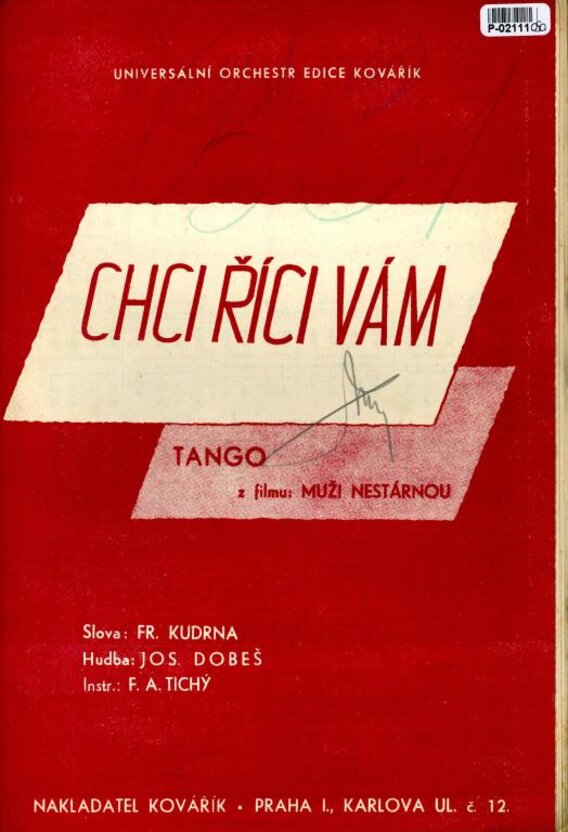 P-02111
UNIVERSÁLNÍ ORCHESTR EDICE KOVÁŘÍK
CHCI ŘÍCI VÁM
TANGO
z filmu: MUŽI NESTÁRNOU
Slova: FR. KUDRNA
Hudba: JOS. DOBEŠ
Instr.: F. A. TICHÝ
NAKLADATEL KOVÁŘÍK • PRAHA I., KARLOVA UL. č. 12.